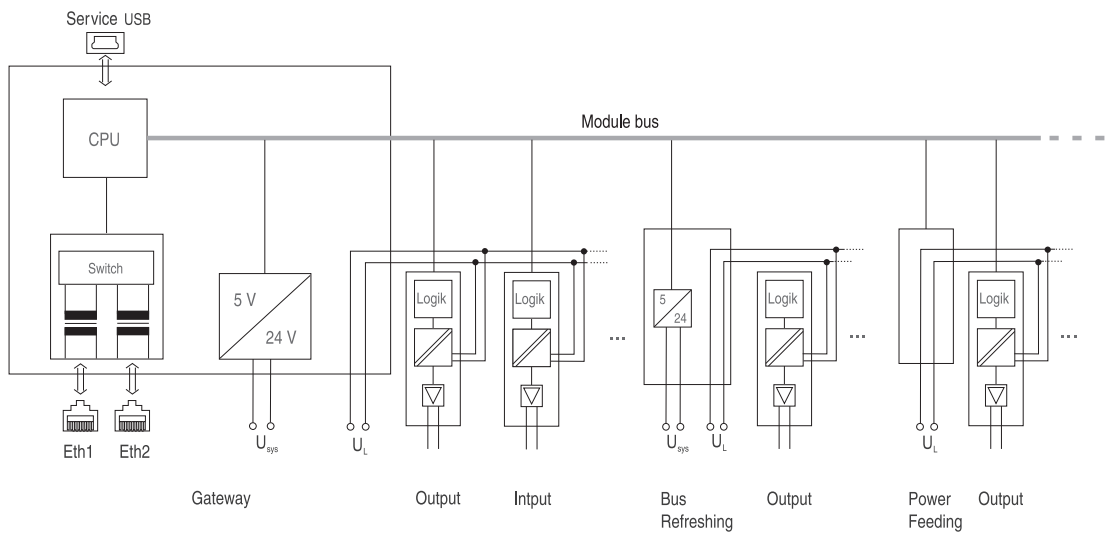 Service USB
CPU
Module bus
Switch
5 V
24 V
Logik
Logik
5
24
Logik
Logik
...
...
...
Eth1
Eth2
Usys
UL
Usys
UL
UL
Gateway
Output
Intput
Bus
Refreshing
Output
Power
Feeding
Output